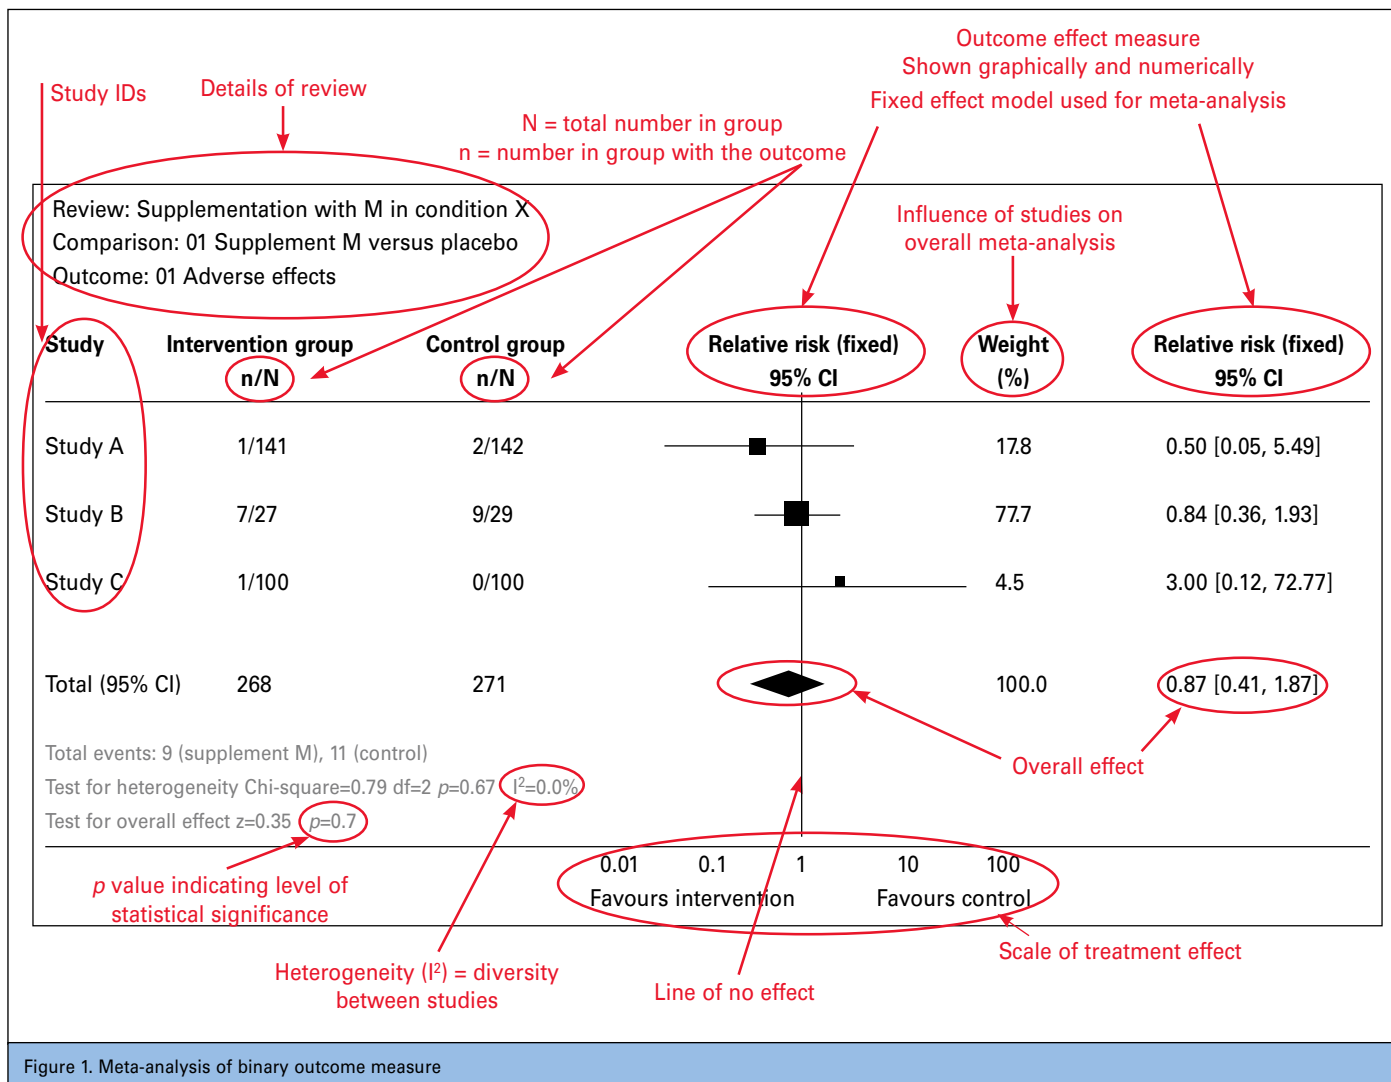 Outcome effect measure
Shown graphically and numerically
Fixed effect model used for meta-analysis
Study IDs
Details of review
N = total number in group
n = number in group with the outcome
Influence of studies on
overall meta-analysis
Review: Supplementation with M in condition X
Comparison: 01 Supplement M versus placebo
Outcome: 01 Adverse effects
Study Intervention group Control group Relative risk (fixed) Weight Relative risk (fixed)
n/N n/N 95% CI (%) 95% CI
Study A 1/141 2/142 17.8 0.50 [0.05, 5.49]
Study B 7/27 9/29 77.7 0.84 [0.36, 1.93]
Study C 1/100 0/100 4.5 3.00 [0.12, 72.77]
Total (95% CI) 268 271 100.0 0.87 [0.41, 1.87]
Total events: 9 (supplement M), 11 (control)
Test for heterogeneity Chi-square=0.79 df=2 p=0.67 I²=0.0%
Test for overall effect z=0.35 p=0.7
Overall effect
0.01 0.1 1 10 100
Favours intervention Favours control
p value indicating level of
statistical significance
Scale of treatment effect
Heterogeneity (I²) = diversity
between studies
Line of no effect
Figure 1. Meta-analysis of binary outcome measure